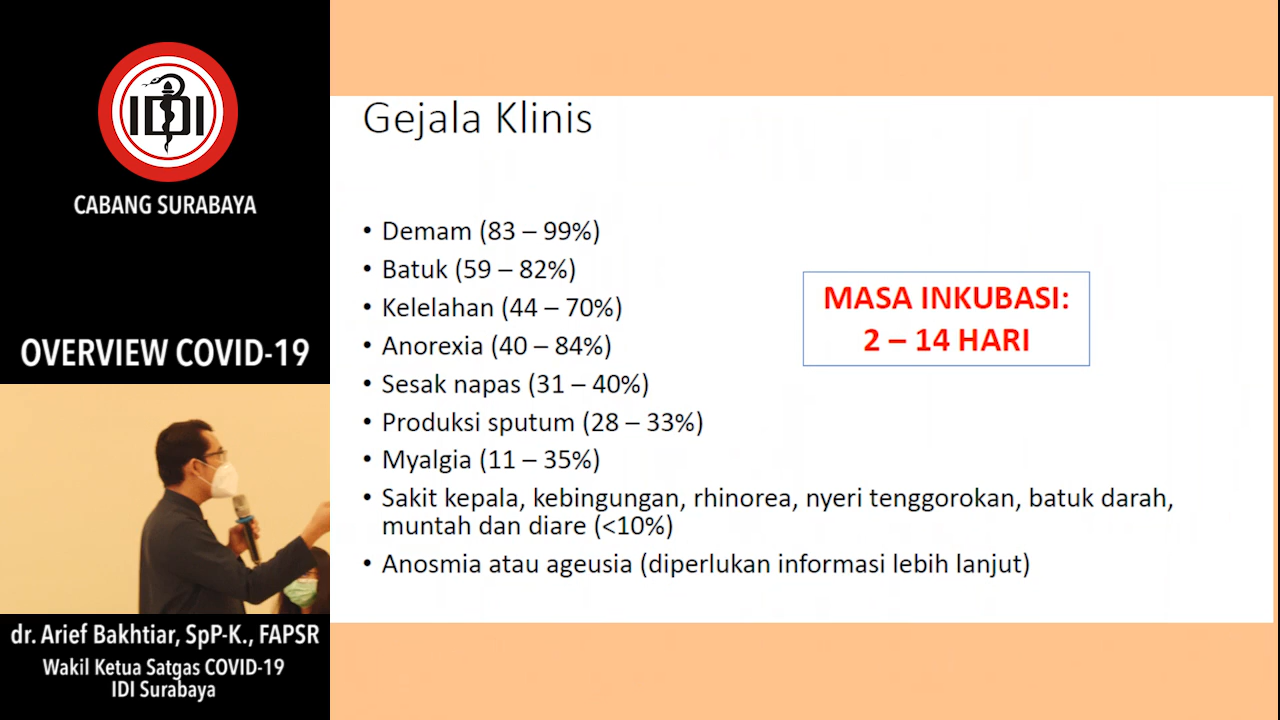 IDI
CABANG SURABAYA
OVERVIEW COVID-19
dr. Arief Bakhtiar, SpP-K., FAPSR
Wakil Ketua Satgas COVID-19
IDI Surabaya
Gejala Klinis
• Demam (83 – 99%)
• Batuk (59 – 82%)
• Kelelahan (44 – 70%)
• Anorexia (40 – 84%)
• Sesak napas (31 – 40%)
• Produksi sputum (28 – 33%)
• Myalgia (11 – 35%)
• Sakit kepala, kebingungan, rhinorea, nyeri tenggorokan, batuk darah,
muntah dan diare (<10%)
• Anosmia atau ageusia (diperlukan informasi lebih lanjut)
MASA INKUBASI:
2 – 14 HARI